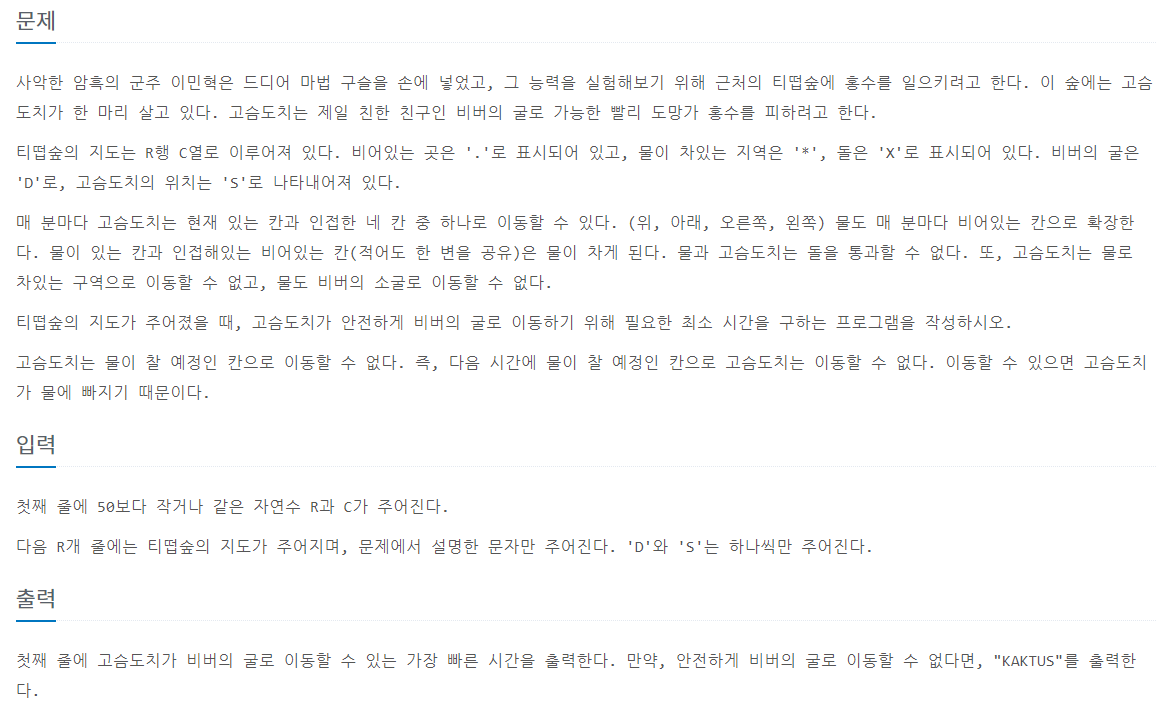 문제
사악한 암흑의 군주 이민혁은 드디어 마법 구슬을 손에 넣었고, 그 능력을 실험해보기 위해 근처의 티떱숲에 홍수를 일으키려고 한다. 이 숲에는 고슴
도치가 한 마리 살고 있다. 고슴도치는 제일 친한 친구인 비버의 굴로 가능한 빨리 도망가 홍수를 피하려고 한다.
티떱숲의 지도는 R행 C열로 이루어져 있다. 비어있는 곳은 '.'로 표시되어 있고, 물이 차있는 지역은 '*', 돌은 'X'로 표시되어 있다. 비버의 굴은
'D'로, 고슴도치의 위치는 'S'로 나타내어져 있다.
매 분마다 고슴도치는 현재 있는 칸과 인접한 네 칸 중 하나로 이동할 수 있다. (위, 아래, 오른쪽, 왼쪽) 물도 매 분마다 비어있는 칸으로 확장한
다. 물이 있는 칸과 인접해있는 비어있는 칸(적어도 한 변을 공유)은 물이 차게 된다. 물과 고슴도치는 돌을 통과할 수 없다. 또, 고슴도치는 물로
차있는 구역으로 이동할 수 없고, 물도 비버의 소굴로 이동할 수 없다.
티떱숲의 지도가 주어졌을 때, 고슴도치가 안전하게 비버의 굴로 이동하기 위해 필요한 최소 시간을 구하는 프로그램을 작성하시오.
고슴도치는 물이 찰 예정인 칸으로 이동할 수 없다. 즉, 다음 시간에 물이 찰 예정인 칸으로 고슴도치는 이동할 수 없다. 이동할 수 있으면 고슴도치
가 물에 빠지기 때문이다.
입력
첫째 줄에 50보다 작거나 같은 자연수 R과 C가 주어진다.
다음 R개 줄에는 티떱숲의 지도가 주어지며, 문제에서 설명한 문자만 주어진다. 'D'와 'S'는 하나씩만 주어진다.
출력
첫째 줄에 고슴도치가 비버의 굴로 이동할 수 있는 가장 빠른 시간을 출력한다. 만약, 안전하게 비버의 굴로 이동할 수 없다면, "KAKTUS"를 출력한
다.